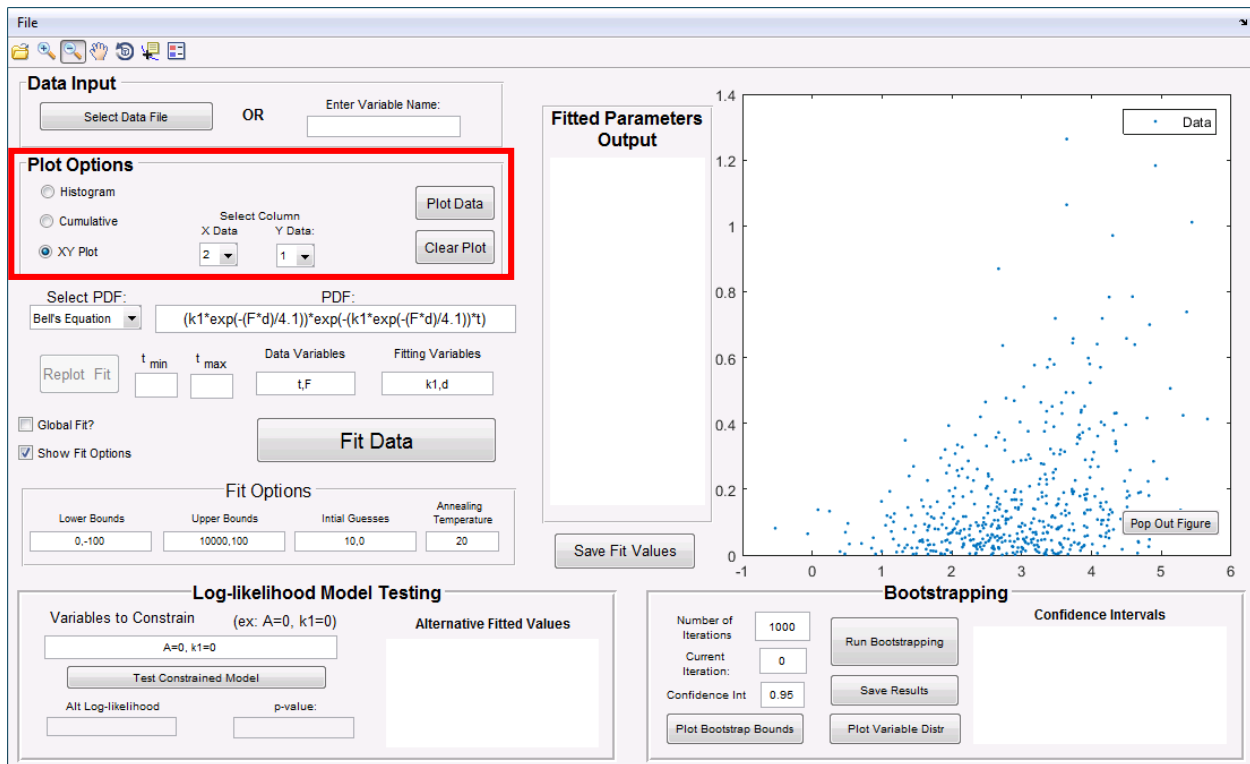 File
Data Input
Select Data File
OR
Enter Variable Name:
Plot Options
Histogram
Cumulative
XY Plot
Select Column
X Data Y Data:
2 1
Plot Data
Clear Plot
Select PDF:
PDF:
Bell's Equation
(k1*exp(-(F*d)/4.1))*exp(-(k1*exp(-(F*d)/4.1))*t)
Replot Fit
t min
t max
Data Variables
Fitting Variables
t,F
k1,d
Global Fit?
Show Fit Options
Fit Data
Fit Options
Lower Bounds
Upper Bounds
Intial Guesses
Annealing
Temperature
0,-100
10000,100
10,0
20
Fitted Parameters
Output
Save Fit Values
1.4
1.2
1
0.8
0.6
0.4
0.2
0
-1 0 1 2 3 4 5 6
Data
Pop Out Figure
Log-likelihood Model Testing
Variables to Constrain (ex: A=0, k1=0)
A=0, k1=0
Test Constrained Model
Alt Log-likelihood
p-value:
Alternative Fitted Values
Bootstrapping
Number of
Iterations
1000
Current
Iteration:
0
Confidence Int
0.95
Plot Bootstrap Bounds
Run Bootstrapping
Save Results
Plot Variable Distr
Confidence Intervals